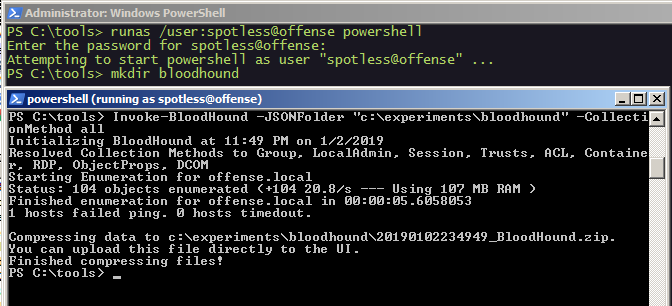 Administrator: Windows PowerShell
PS C:\tools> runas /user:spotless@offense powershell
Enter the password for spotless@offense:
Attempting to start powershell as user "spotless@offense" ...
PS C:\tools> mkdir bloodhound
powershell (running as spotless@offense)
PS C:\tools> Invoke-BloodHound -JSONFolder "c:\experiments\bloodhound" -Collecti
onMethod all
Initializing BloodHound at 11:49 PM on 1/2/2019
Resolved Collection Methods to Group, LocalAdmin, Session, Trusts, ACL, Containe
r, RDP, ObjectProps, DCOM
Starting Enumeration for offense.local
Status: 104 objects enumerated (+104 20.8/s --- Using 107 MB RAM )
Finished enumeration for offense.local in 00:00:05.6058053
1 hosts failed ping. 0 hosts timedout.
Compressing data to c:\experiments\bloodhound\20190102234949_BloodHound.zip.
You can upload this file directly to the UI.
Finished compressing files!
PS C:\tools> _